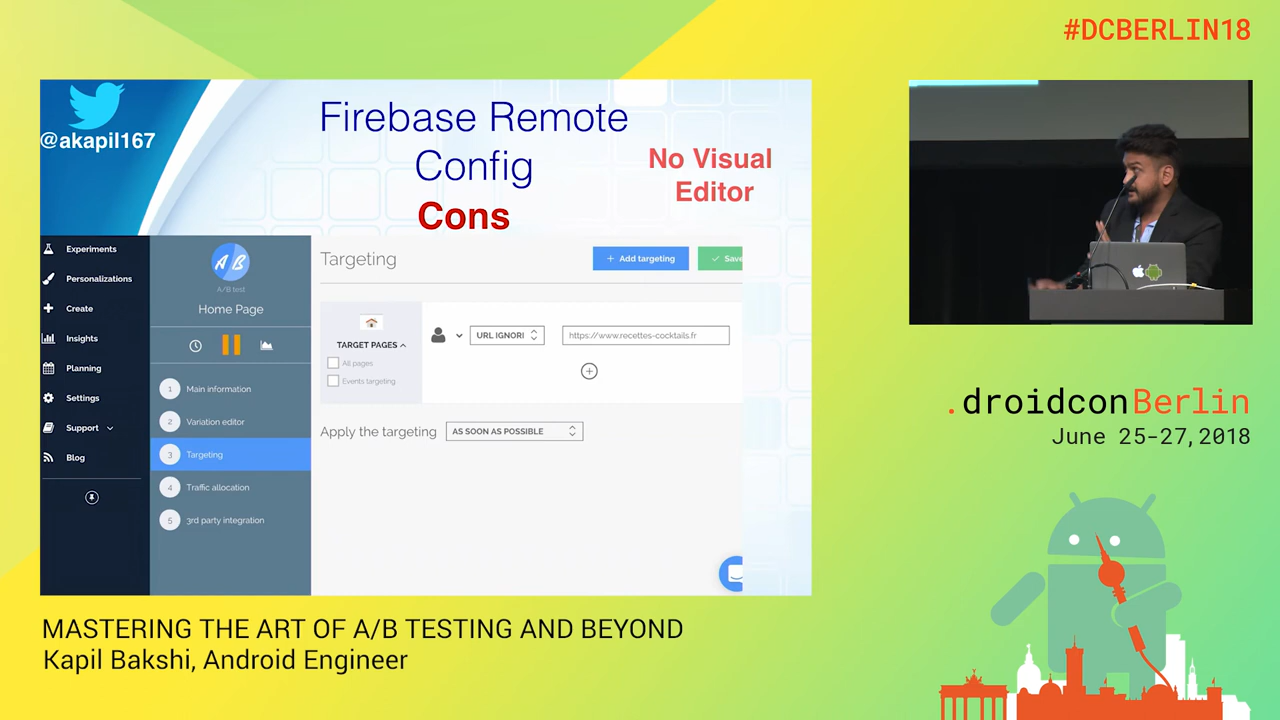 #DCBERLIN18
@akapil167
Firebase Remote
Config
Cons
No Visual
Editor
Experiments
Personalizations
Create
Insights
Planning
Settings
Support
Blog
A/B
A/B test
Home Page
1 Main information
2 Variation editor
3 Targeting
4 Traffic allocation
5 3rd party integration
Targeting
+ Add targeting
Save
TARGET PAGES
All pages
Events targeting
URL IGNORI
https://www.recettes-cocktails.fr
Apply the targeting
AS SOON AS POSSIBLE
.droidconBerlin
June 25-27, 2018
MASTERING THE ART OF A/B TESTING AND BEYOND
Kapil Bakshi, Android Engineer